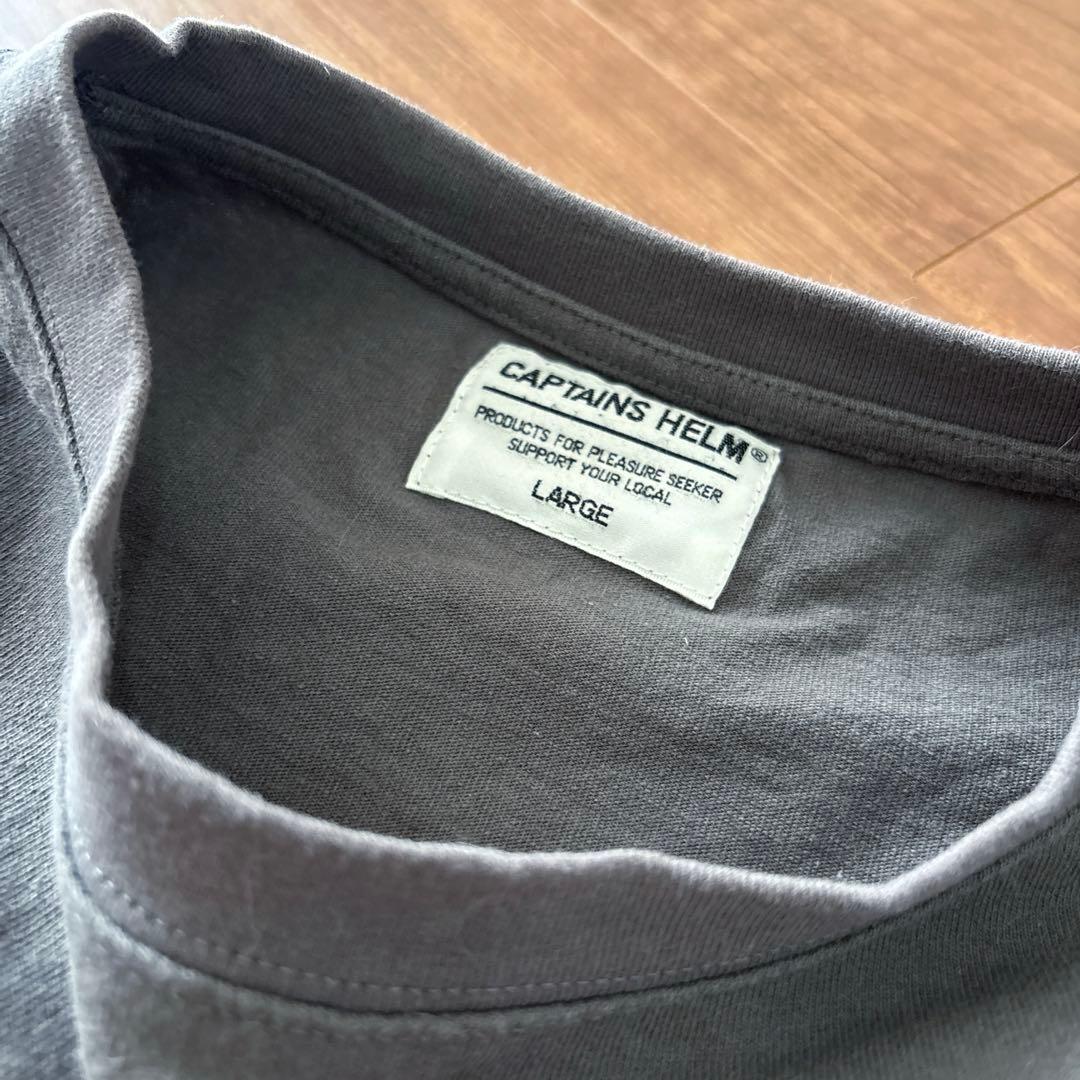 CAPTAINS HELM®
PRODUCTS FOR PLEASURE SEEKER
SUPPORT YOUR LOCAL
LARGE